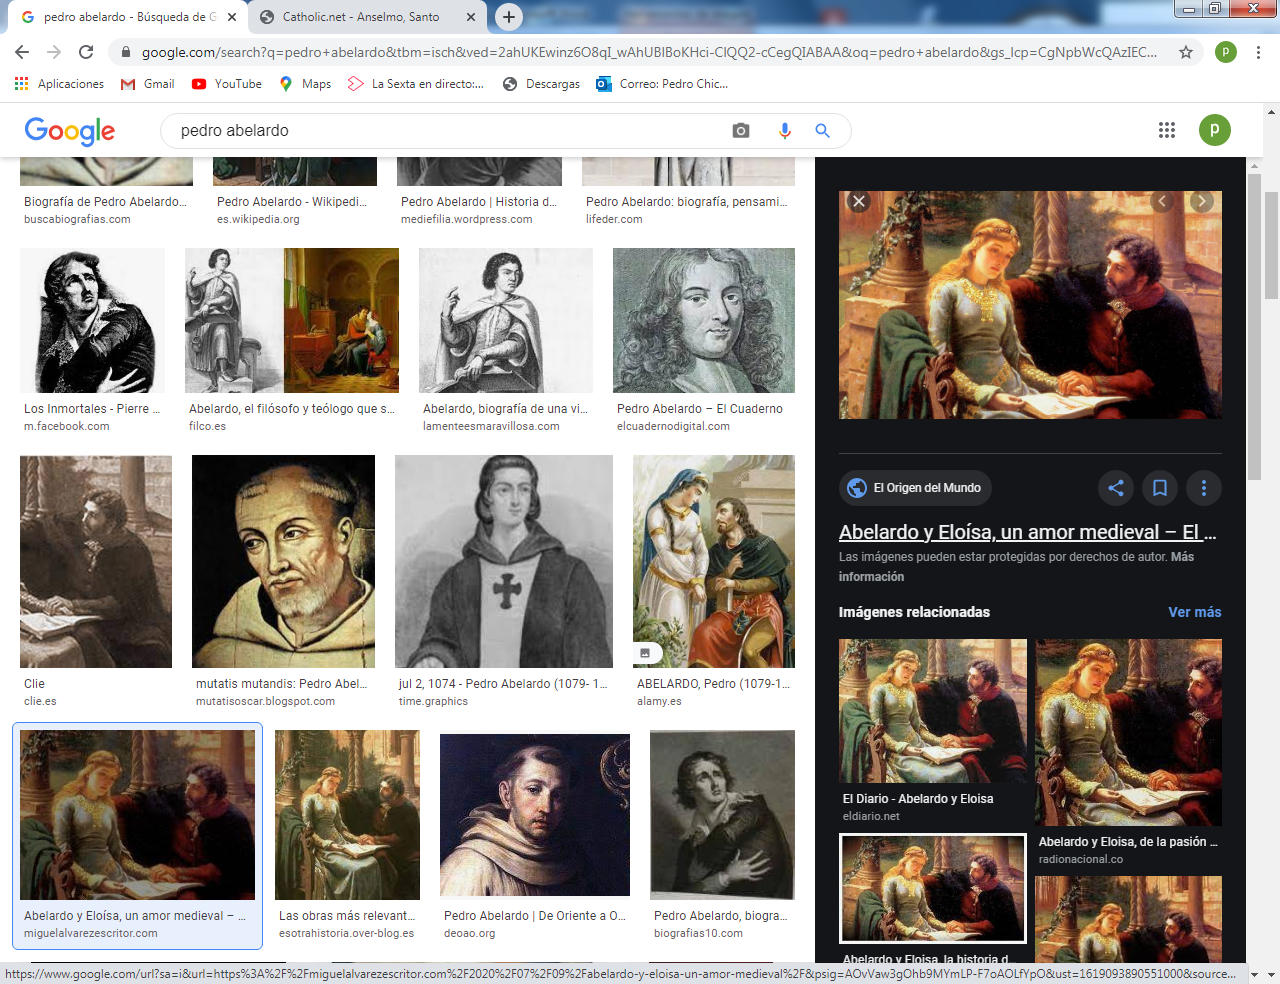 pedro abelardo - Búsqueda de G
Catholic.net - Anselmo, Santo
google.com/search?q=pedro+abelardo&tbm=isch&ved=2ahUKEwinz6O8qI_wAhUBlBoKHci-ClQQ2-cCegQIABAA&oq=pedro+abelardo&gs_lcp=CgNpbWcQAzIEC...
p
Aplicaciones
Gmail
YouTube
Maps
La Sexta en directo:...
Descargas
Correo: Pedro Chic...
Google
pedro abelardo
p
Biografía de Pedro Abelardo...
buscabiografias.com
Pedro Abelardo - Wikipedi...
es.wikipedia.org
Pedro Abelardo | Historia d...
mediefilia.wordpress.com
Pedro Abelardo: biografía, pensami...
lifeder.com
Los Inmortales - Pierre ...
m.facebook.com
Abelardo, el filósofo y teólogo que s...
filco.es
Abelardo, biografía de una vi...
lamenteesmaravillosa.com
Pedro Abelardo – El Cuaderno
elcuadernodigital.com
Clie
clie.es
mutatis mutandis: Pedro Abel...
mutatisoscar.blogspot.com
jul 2, 1074 - Pedro Abelardo (1079- 1...
time.graphics
ABELARDO, Pedro (1079-1...
alamy.es
Abelardo y Eloísa, un amor medieval – ...
miguelalvarezescritor.com
Las obras más relevant...
esotrahistoria.over-blog.es
Pedro Abelardo | De Oriente a O...
deoao.org
Pedro Abelardo, biogra...
biografias10.com
El Origen del Mundo
Abelardo y Eloísa, un amor medieval – El ...
Las imágenes pueden estar protegidas por derechos de autor. Más
información
Imágenes relacionadas
Ver más
El Diario - Abelardo y Eloisa
eldiario.net
Abelardo y Eloisa, de la pasión ...
radionacional.co
Abelardo y Eloisa, la historia d...
https://www.google.com/url?sa=i&url=https%3A%2F%2Fmiguelalvarezescritor.com%2F2020%2F07%2F09%2Fabelardo-y-eloisa-un-amor-medieval%2F&psig=AOvVaw3gOhb9MYmLP-F7oAOLfYpO&ust=1619093890551000&source...